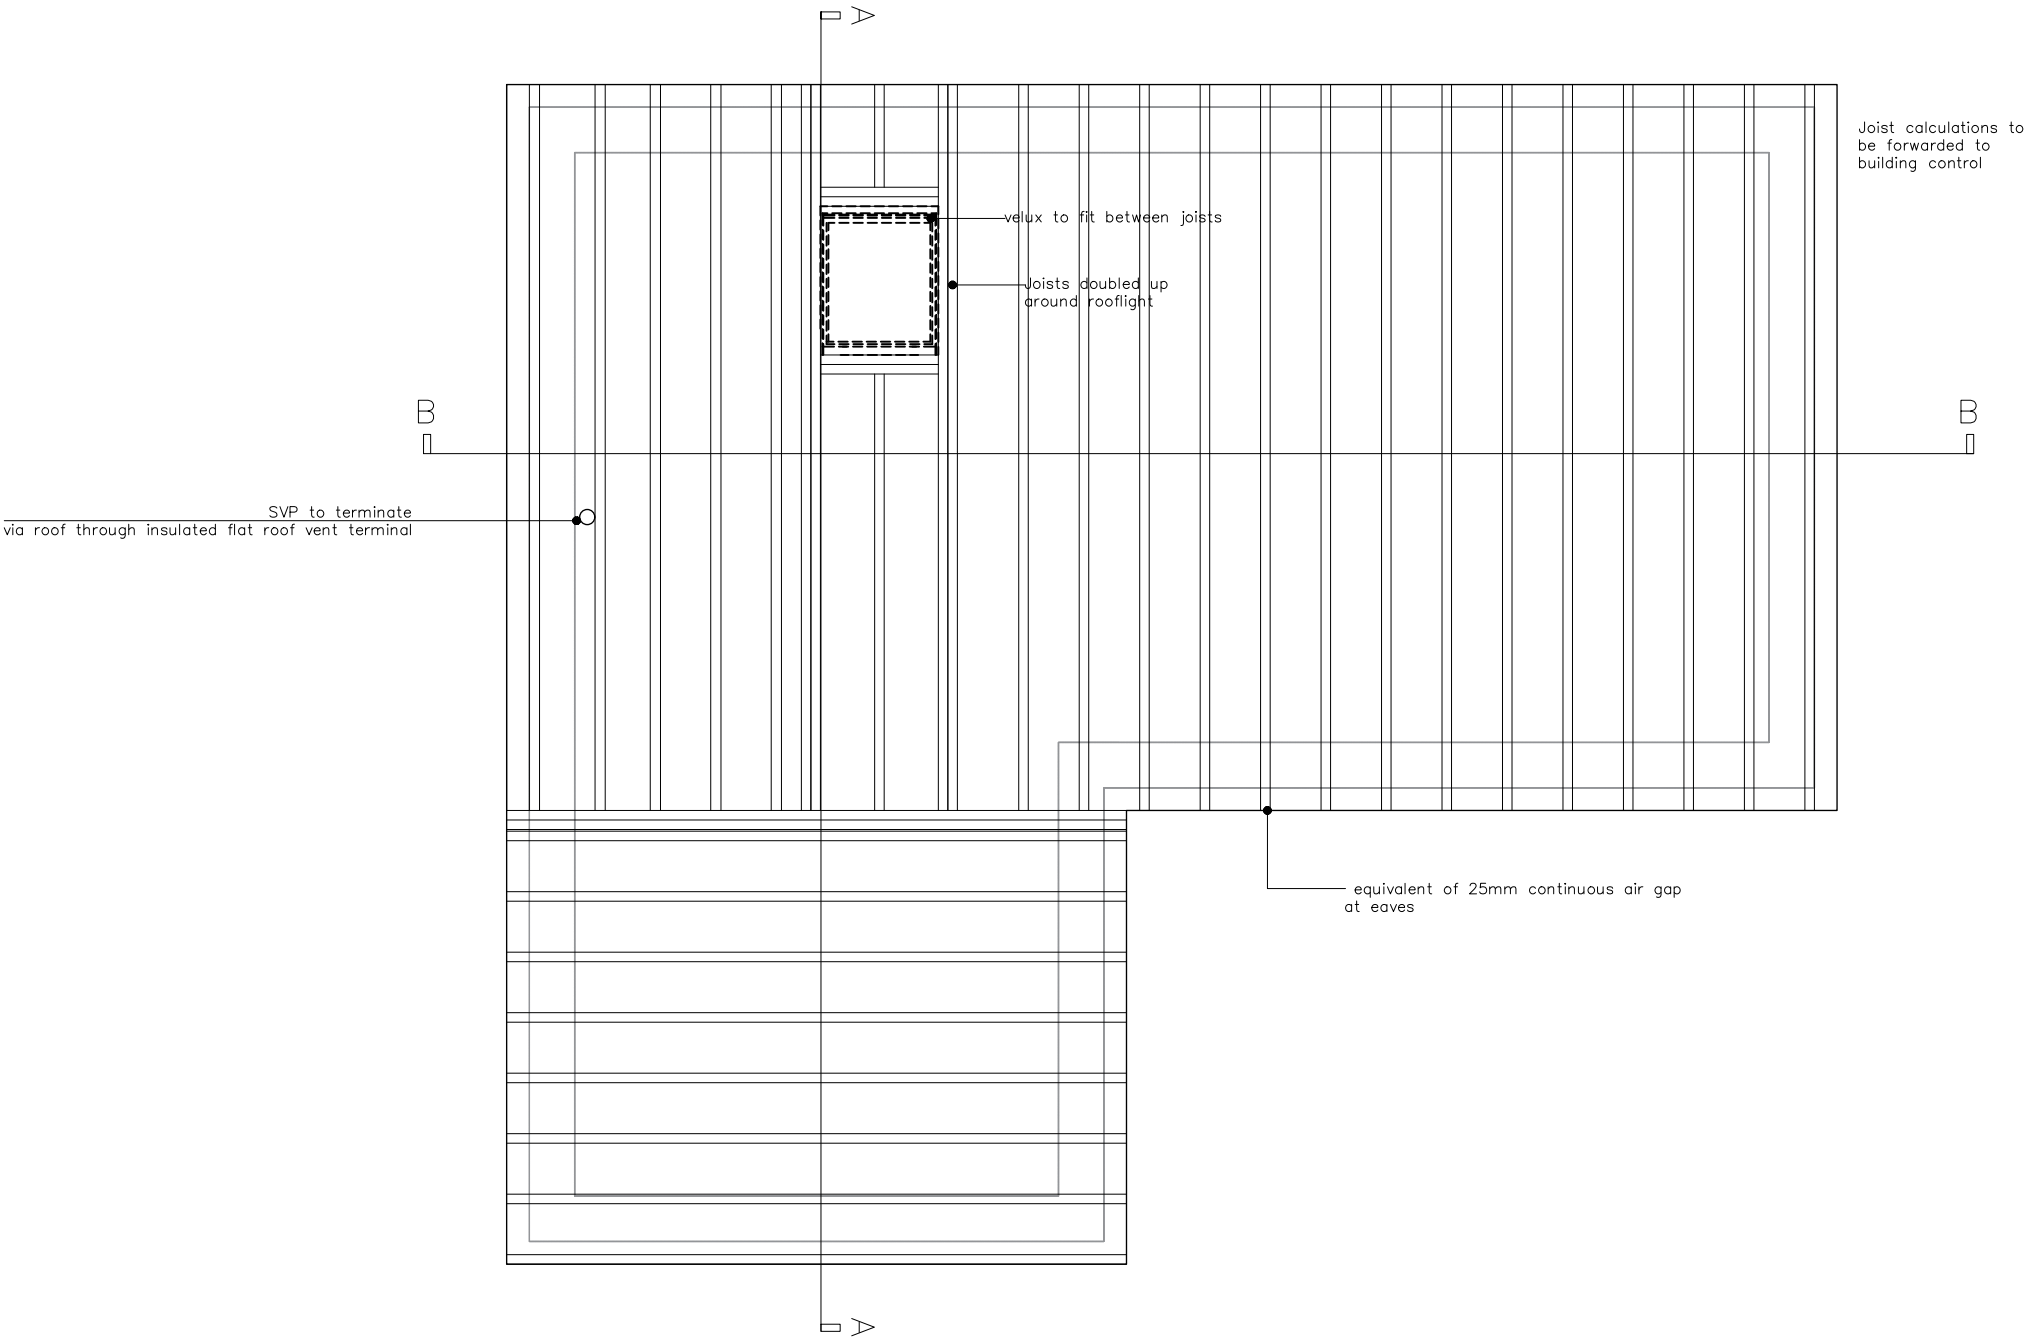 A
Joist calculations to
be forwarded to
building control
velux to fit between joists
Joists doubled up
around rooflight
B
B
SVP to terminate
via roof through insulated flat roof vent terminal
equivalent of 25mm continuous air gap
at eaves
A